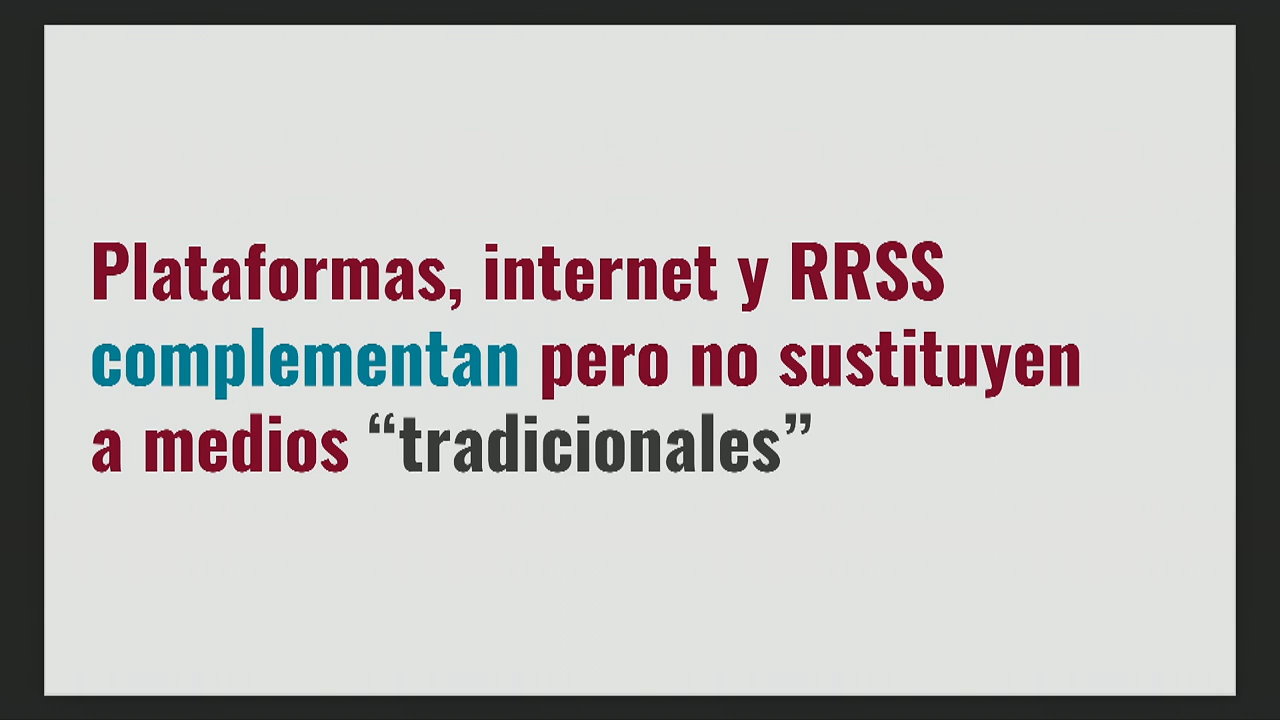 Plataformas, internet y RRSS
complementan pero no sustituyen
a medios “tradicionales”